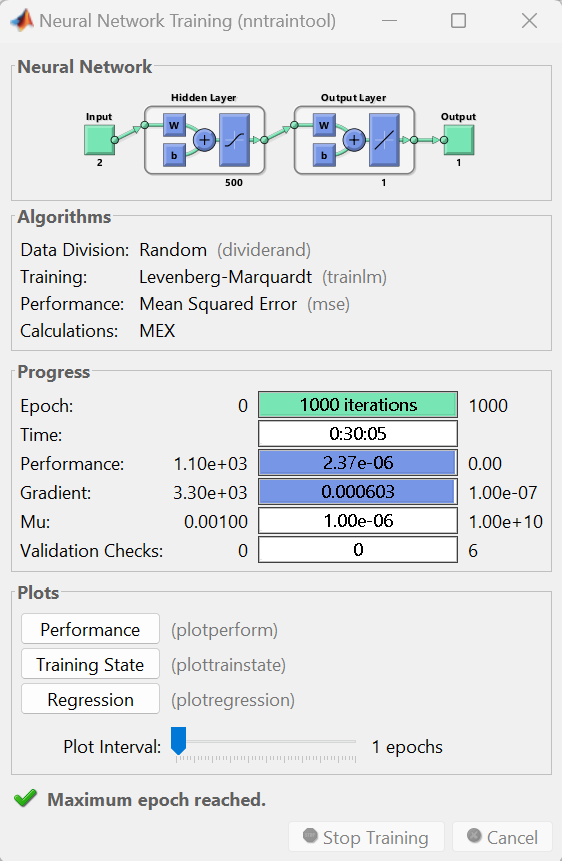 Neural Network Training (nntraintool)
Neural Network
Hidden Layer
Output Layer
Input
Output
W
W
b
b
2
1
500
1
Algorithms
Data Division: Random (dividerand)
Training: Levenberg-Marquardt (trainlm)
Performance: Mean Squared Error (mse)
Calculations: MEX
Progress
Epoch: 0 1000 iterations 1000
Time: 0:30:05
Performance: 1.10e+03 2.37e-06 0.00
Gradient: 3.30e+03 0.000603 1.00e-07
Mu: 0.00100 1.00e-06 1.00e+10
Validation Checks: 0 0 6
Plots
Performance (plotperform)
Training State (plottrainstate)
Regression (plotregression)
Plot Interval: 1 epochs
Maximum epoch reached.
Stop Training Cancel